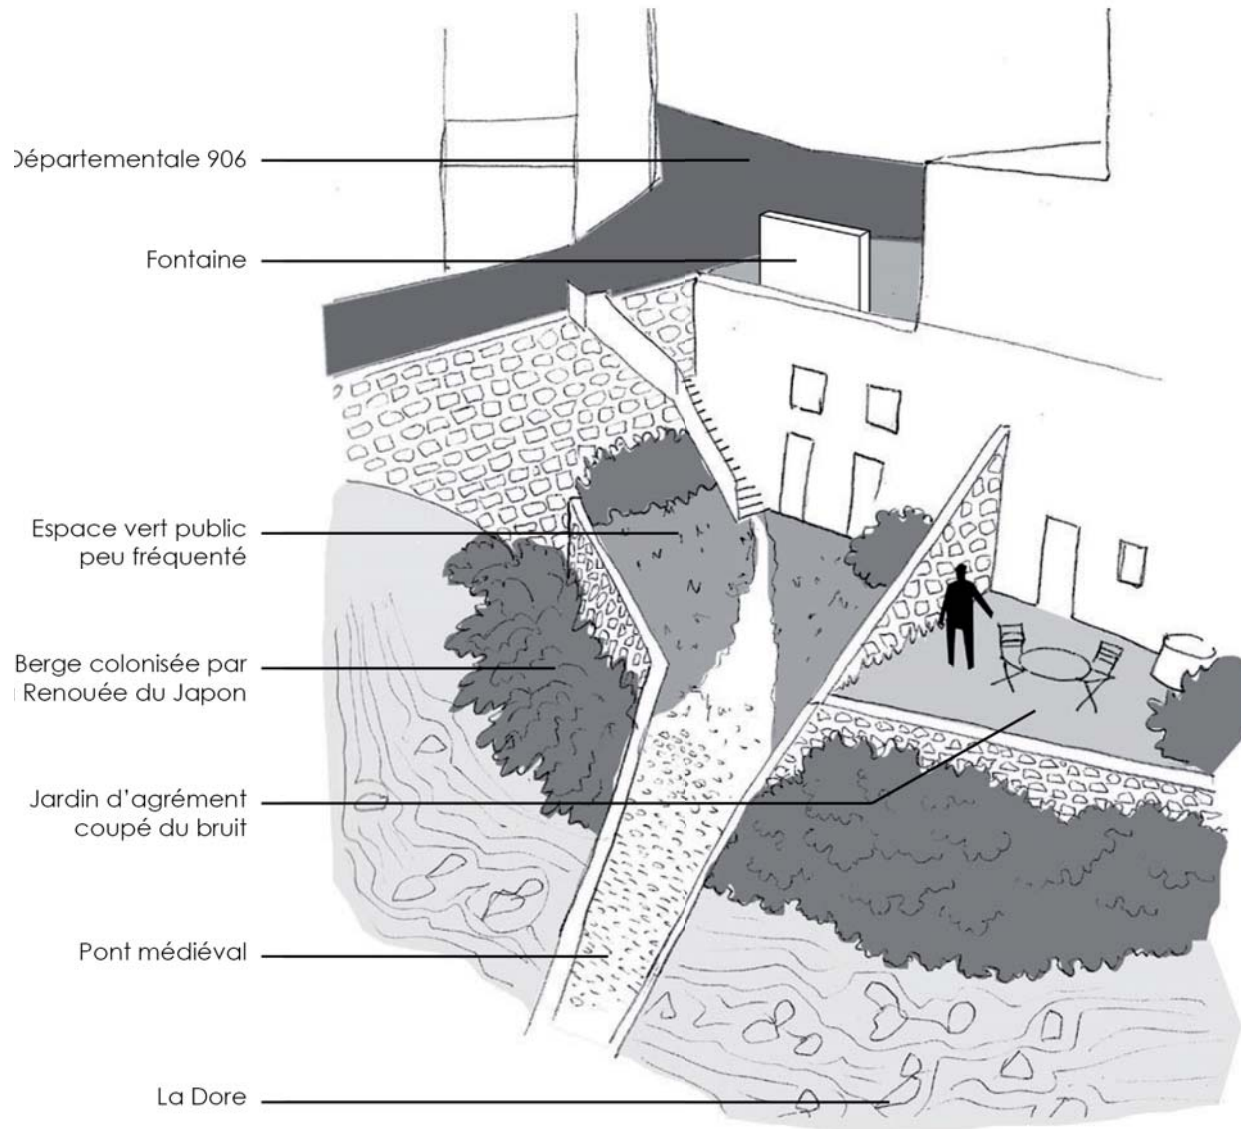 Départementale 906
Fontaine
Espace vert public
peu fréquenté
Berge colonisée par
Renouée du Japon
Jardin d'agrément
coupé du bruit
Pont médiéval
La Dore